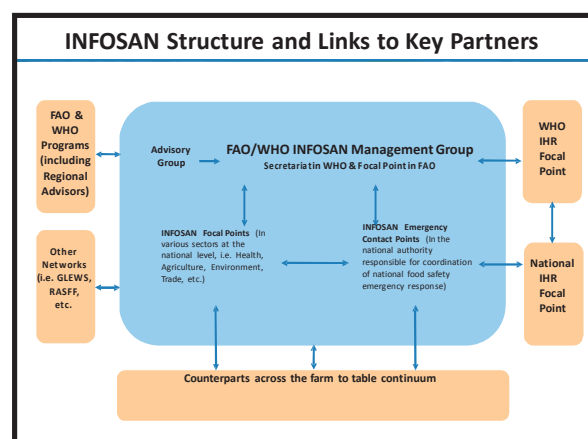 INFOSAN Structure and Links to Key Partners
FAO &
WHO
Programs
(including
Regional
Advisors)
Other
Networks
(i.e. GLEWS,
RASFF,
etc.
Advisory
Group
FAO/WHO INFOSAN Management Group
Secretariat in WHO & Focal Point in FAO
INFOSAN Focal Points (In
various sectors at the
national level, i.e. Health,
Agriculture, Environment,
Trade, etc.)
INFOSAN Emergency
Contact Points (In the
national authority
responsible for coordination
of national food safety
emergency response)
WHO
IHR
Focal
Point
National
IHR
Focal
Point
Counterparts across the farm to table continuum